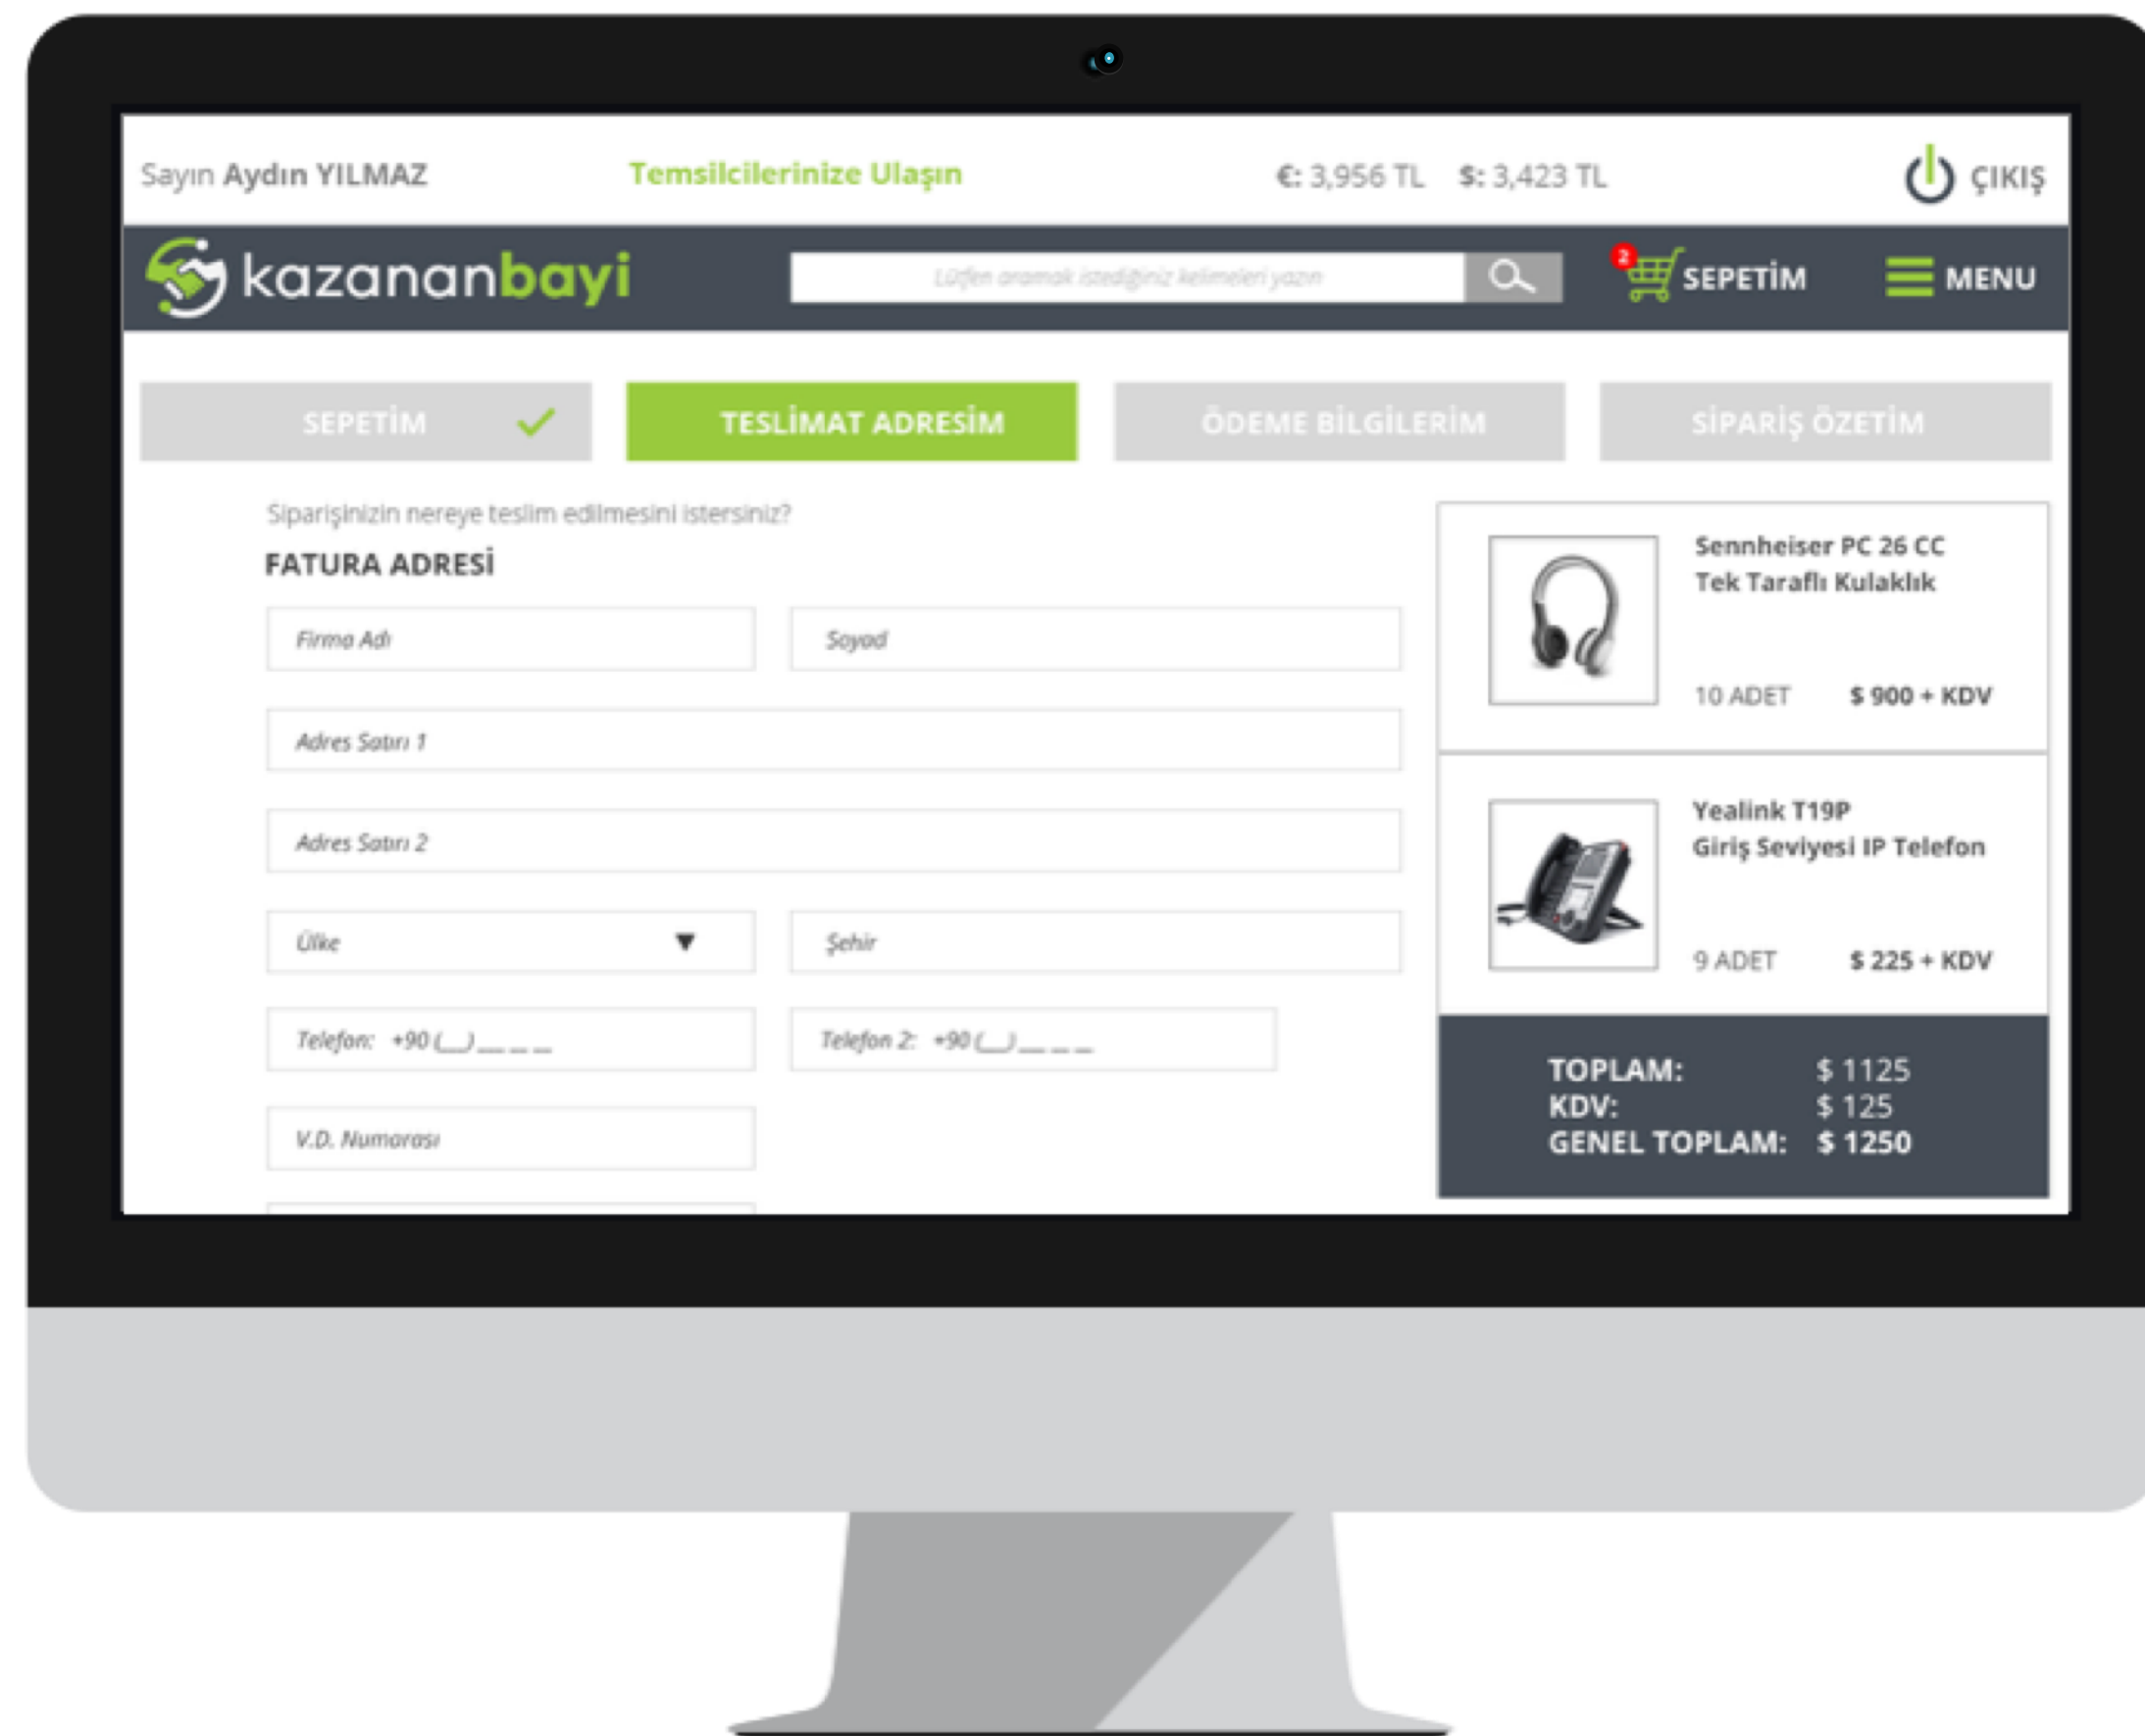 Sayın Aydın YILMAZ
Temsilcilerinize Ulaşın
€: 3,956 TL $: 3,423 TL
ÇIKIŞ
kazananbayi
Lütfen aramak istediğiniz kelimeleri yazın
2
SEPETİM
MENU
SEPETİM
TESLİMAT ADRESİM
ÖDEME BİLGİLERİM
SİPARİŞ ÖZETİM
Siparişinizin nereye teslim edilmesini istersiniz?
FATURA ADRESİ
Firma Adı
Soyad
Adres Satırı 1
Adres Satırı 2
Ülke
Şehir
Telefon: +90 (__) ___ __ __
Telefon 2: +90 (__) ___ __ __
V.D. Numarası
Sennheiser PC 26 CC
Tek Taraflı Kulaklık
10 ADET $ 900 + KDV
Yealink T19P
Giriş Seviyesi IP Telefon
9 ADET $ 225 + KDV
TOPLAM: $ 1125
KDV: $ 125
GENEL TOPLAM: $ 1250